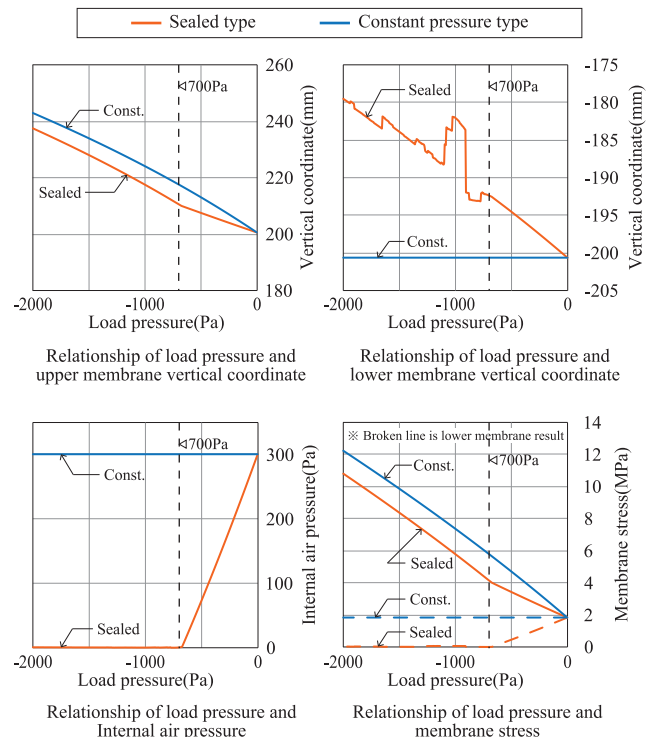 Sealed type
Constant pressure type
◁700Pa
Const.
Sealed
260
240
220
200
180
Vertical coordinate(mm)
-2000
-1000
0
Load pressure(Pa)
Relationship of load pressure and
upper membrane vertical coordinate
◁700Pa
Sealed
Const.
-175
-180
-185
-190
-195
-200
-205
Vertical coordinate(mm)
-2000
-1000
0
Load pressure(Pa)
Relationship of load pressure and
lower membrane vertical coordinate
◁700Pa
Const.
Sealed
300
200
100
0
Internal air pressure(Pa)
-2000
-1000
0
Load pressure(Pa)
Relationship of load pressure and
Internal air pressure
※ Broken line is lower membrane result
◁700Pa
Const.
Sealed
Const.
Sealed
14
12
10
8
6
4
2
0
Membrane stress(MPa)
-2000
-1000
0
Load pressure(Pa)
Relationship of load pressure and
membrane stress